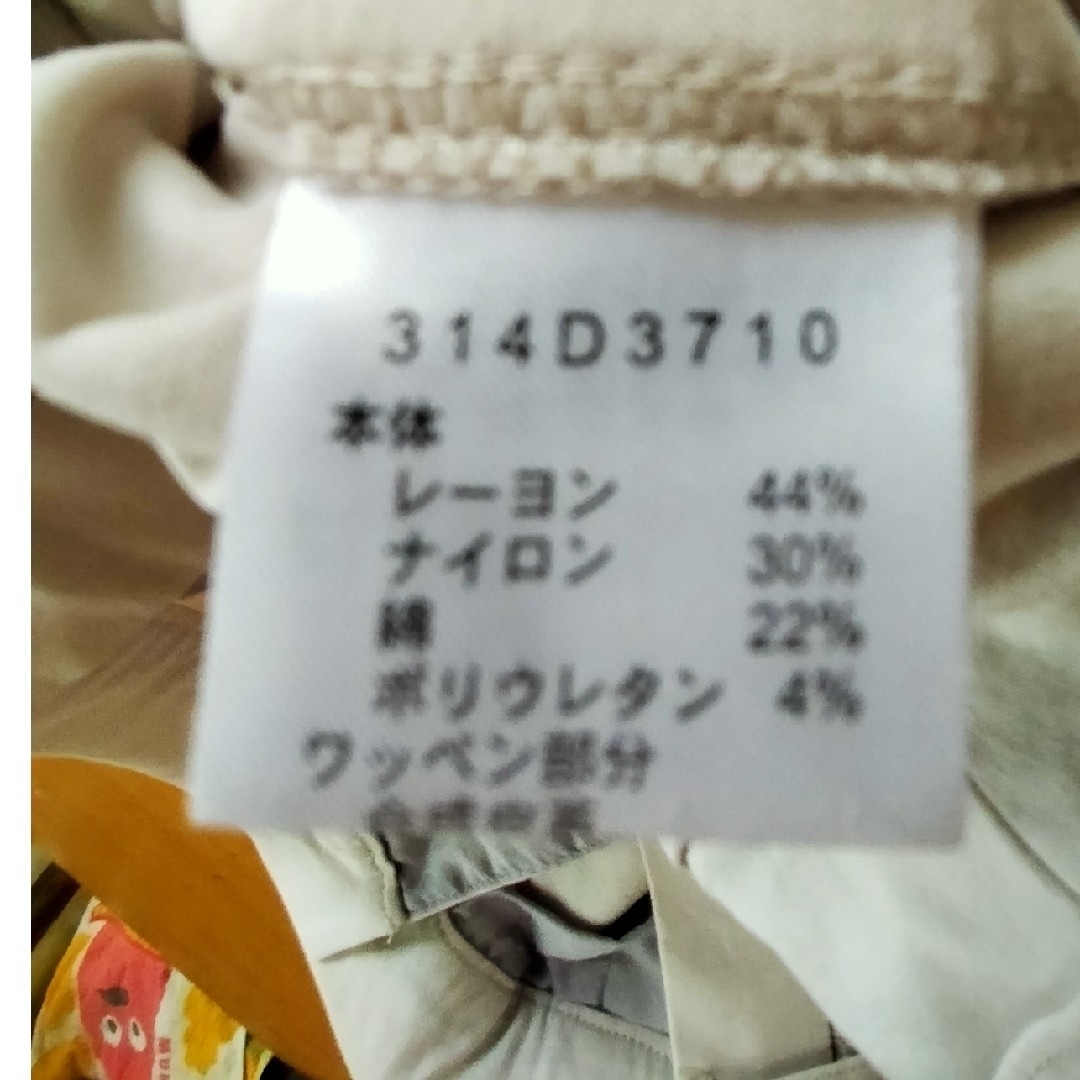 314D3710
本体
レーヨン 44%
ナイロン 30%
綿 22%
ポリウレタン 4%
ワッペン部分